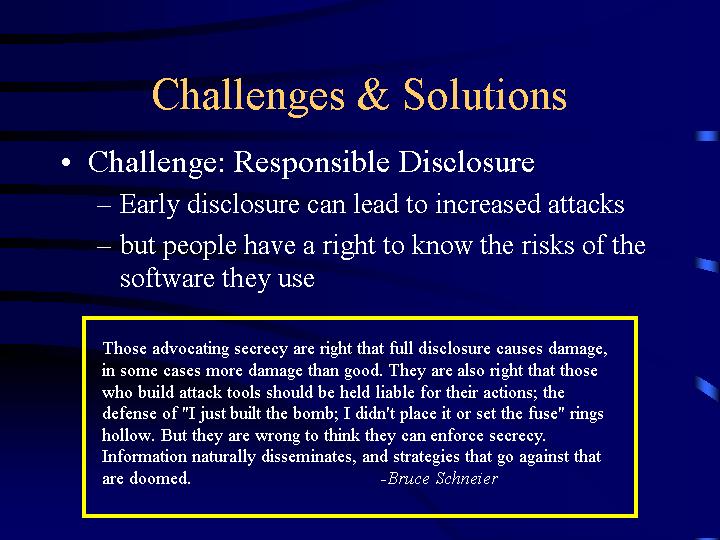 Challenges & Solutions
• Challenge: Responsible Disclosure
– Early disclosure can lead to increased attacks
– but people have a right to know the risks of the
software they use
Those advocating secrecy are right that full disclosure causes damage,
in some cases more damage than good. They are also right that those
who build attack tools should be held liable for their actions; the
defense of "I just built the bomb; I didn't place it or set the fuse" rings
hollow. But they are wrong to think they can enforce secrecy.
Information naturally disseminates, and strategies that go against that
are doomed. -Bruce Schneier